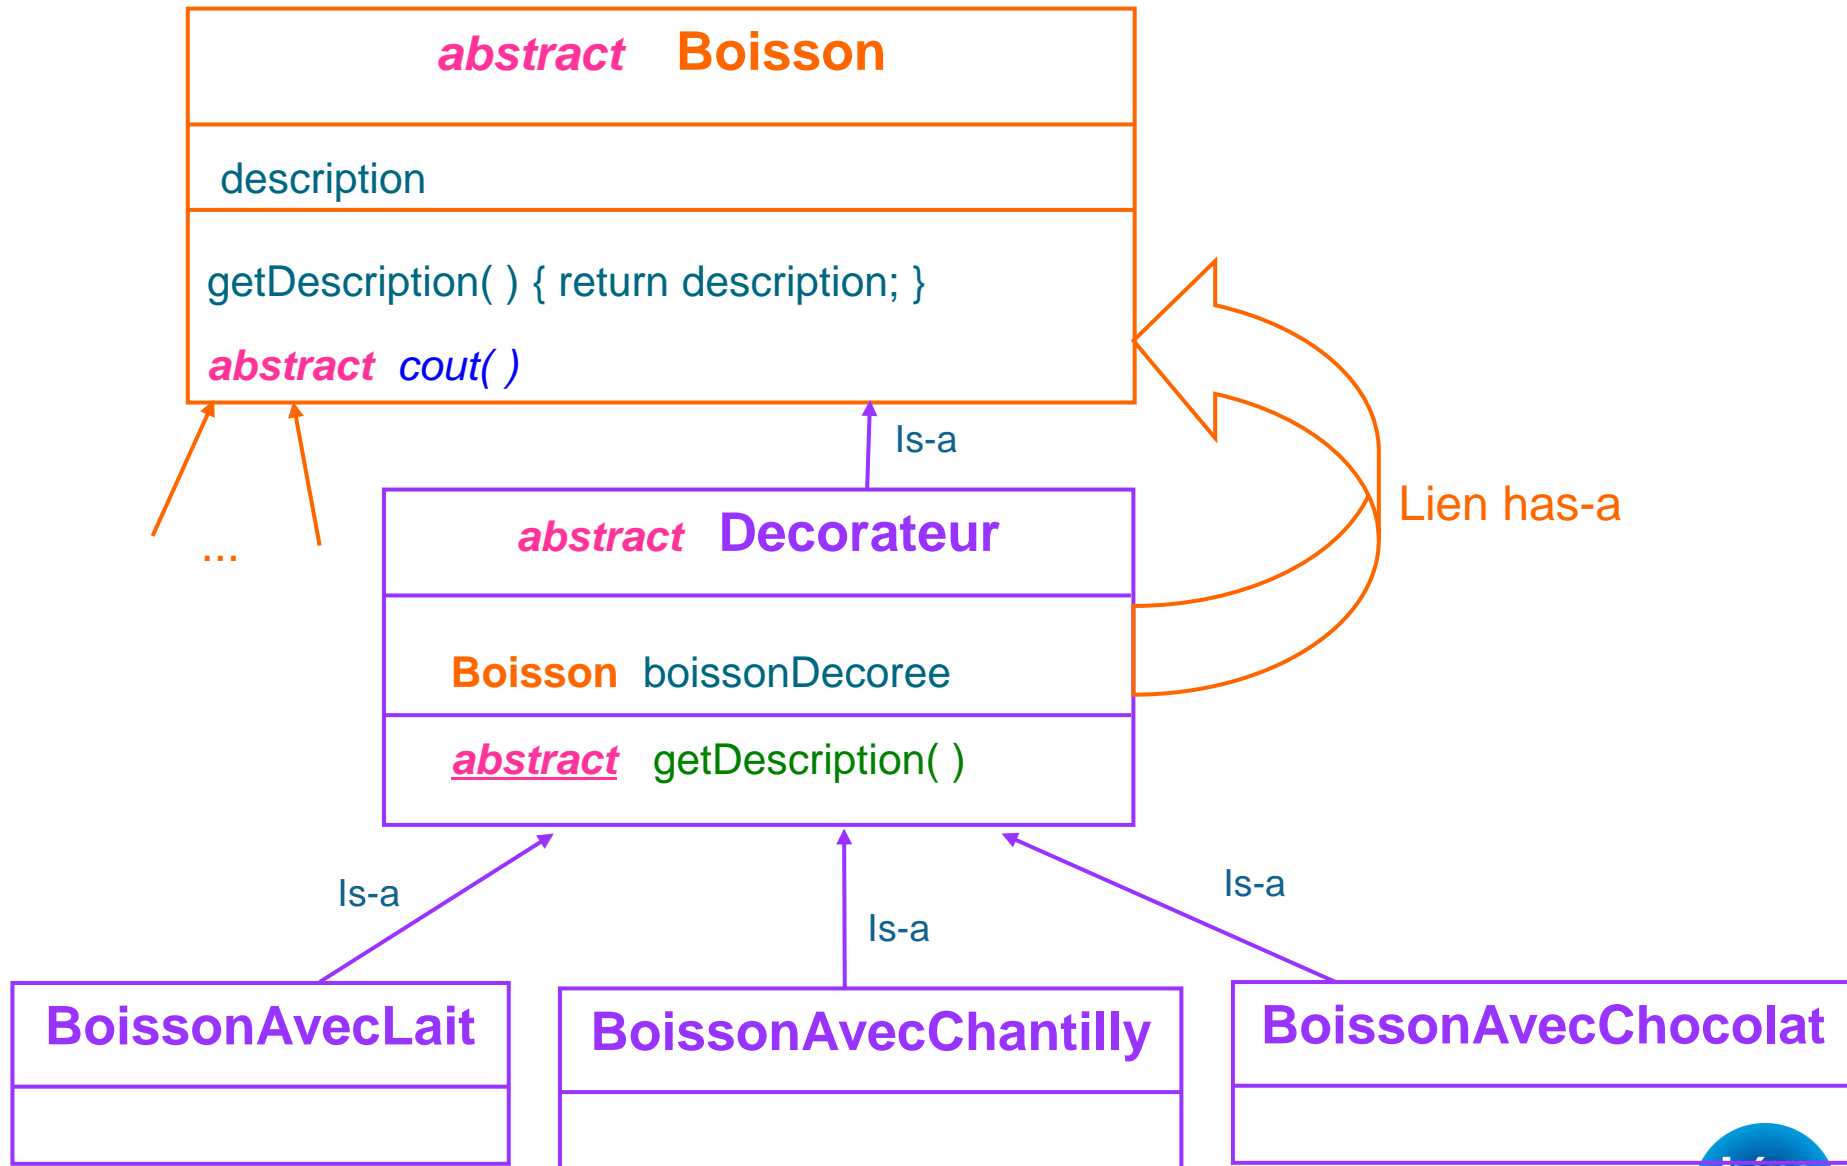 abstract Boisson
description
getDescription( ) { return description; }
abstract cout( )
Is-a
Lien has-a
...
abstract Decorateur
Boisson boissonDecoree
abstract getDescription( )
Is-a
Is-a
Is-a
BoissonAvecLait
BoissonAvecChantilly
BoissonAvecChocolat